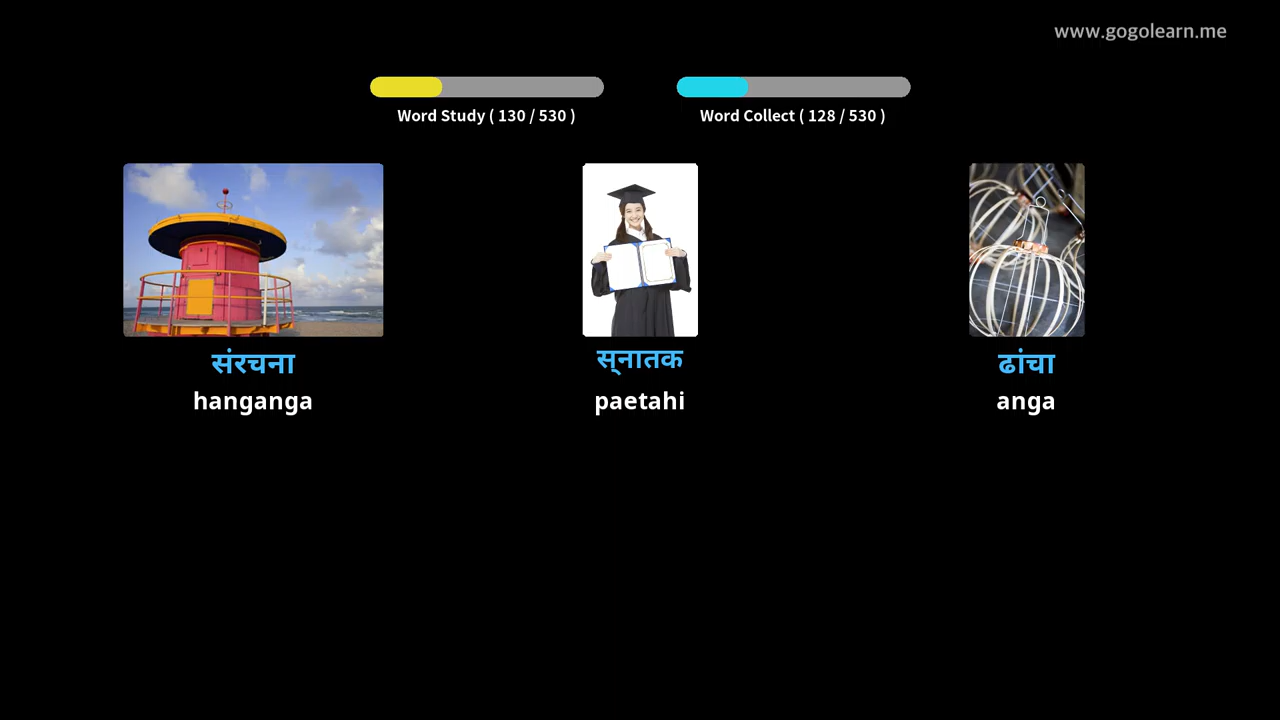 www.gogolearn.me
Word Study ( 130 / 530 )
Word Collect ( 128 / 530 )
संरचना
स्नातक
ढांचा
hanganga
paetahi
anga